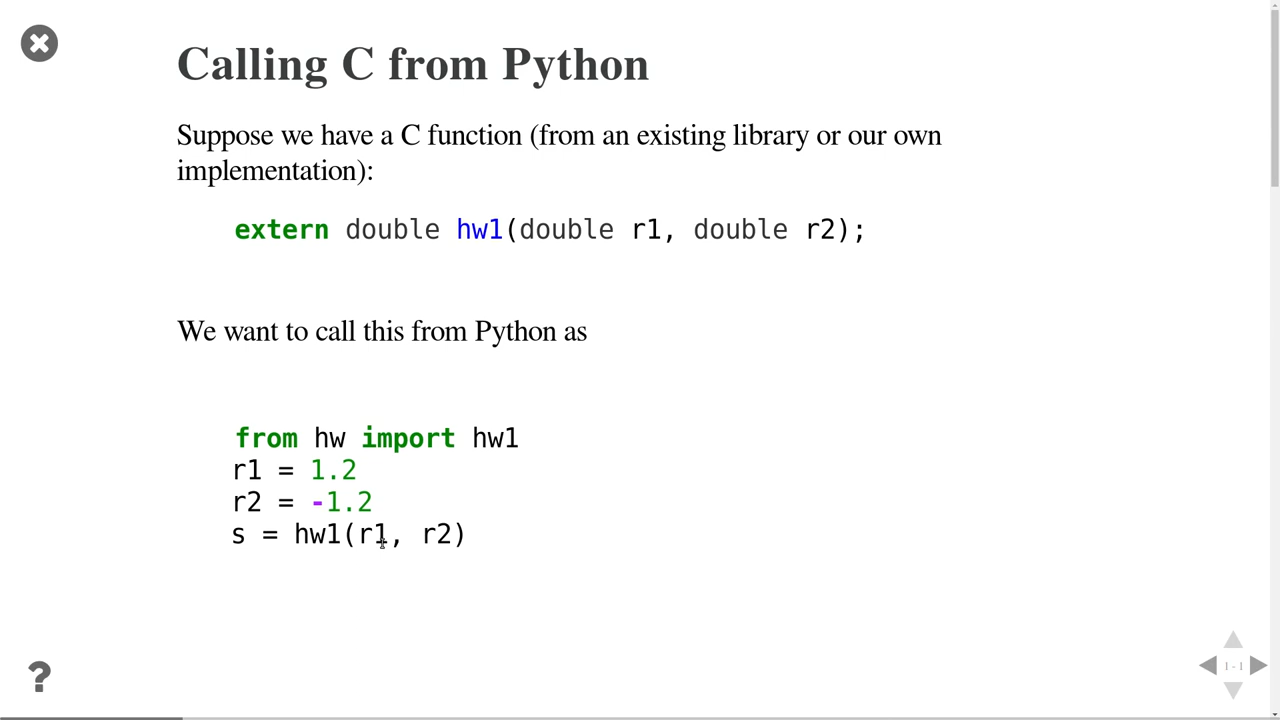 Calling C from Python
Suppose we have a C function (from an existing library or our own
implementation):
extern double hw1(double r1, double r2);
We want to call this from Python as
from hw import hw1
r1 = 1.2
r2 = -1.2
s = hw1(r1, r2)
?
1 - 1